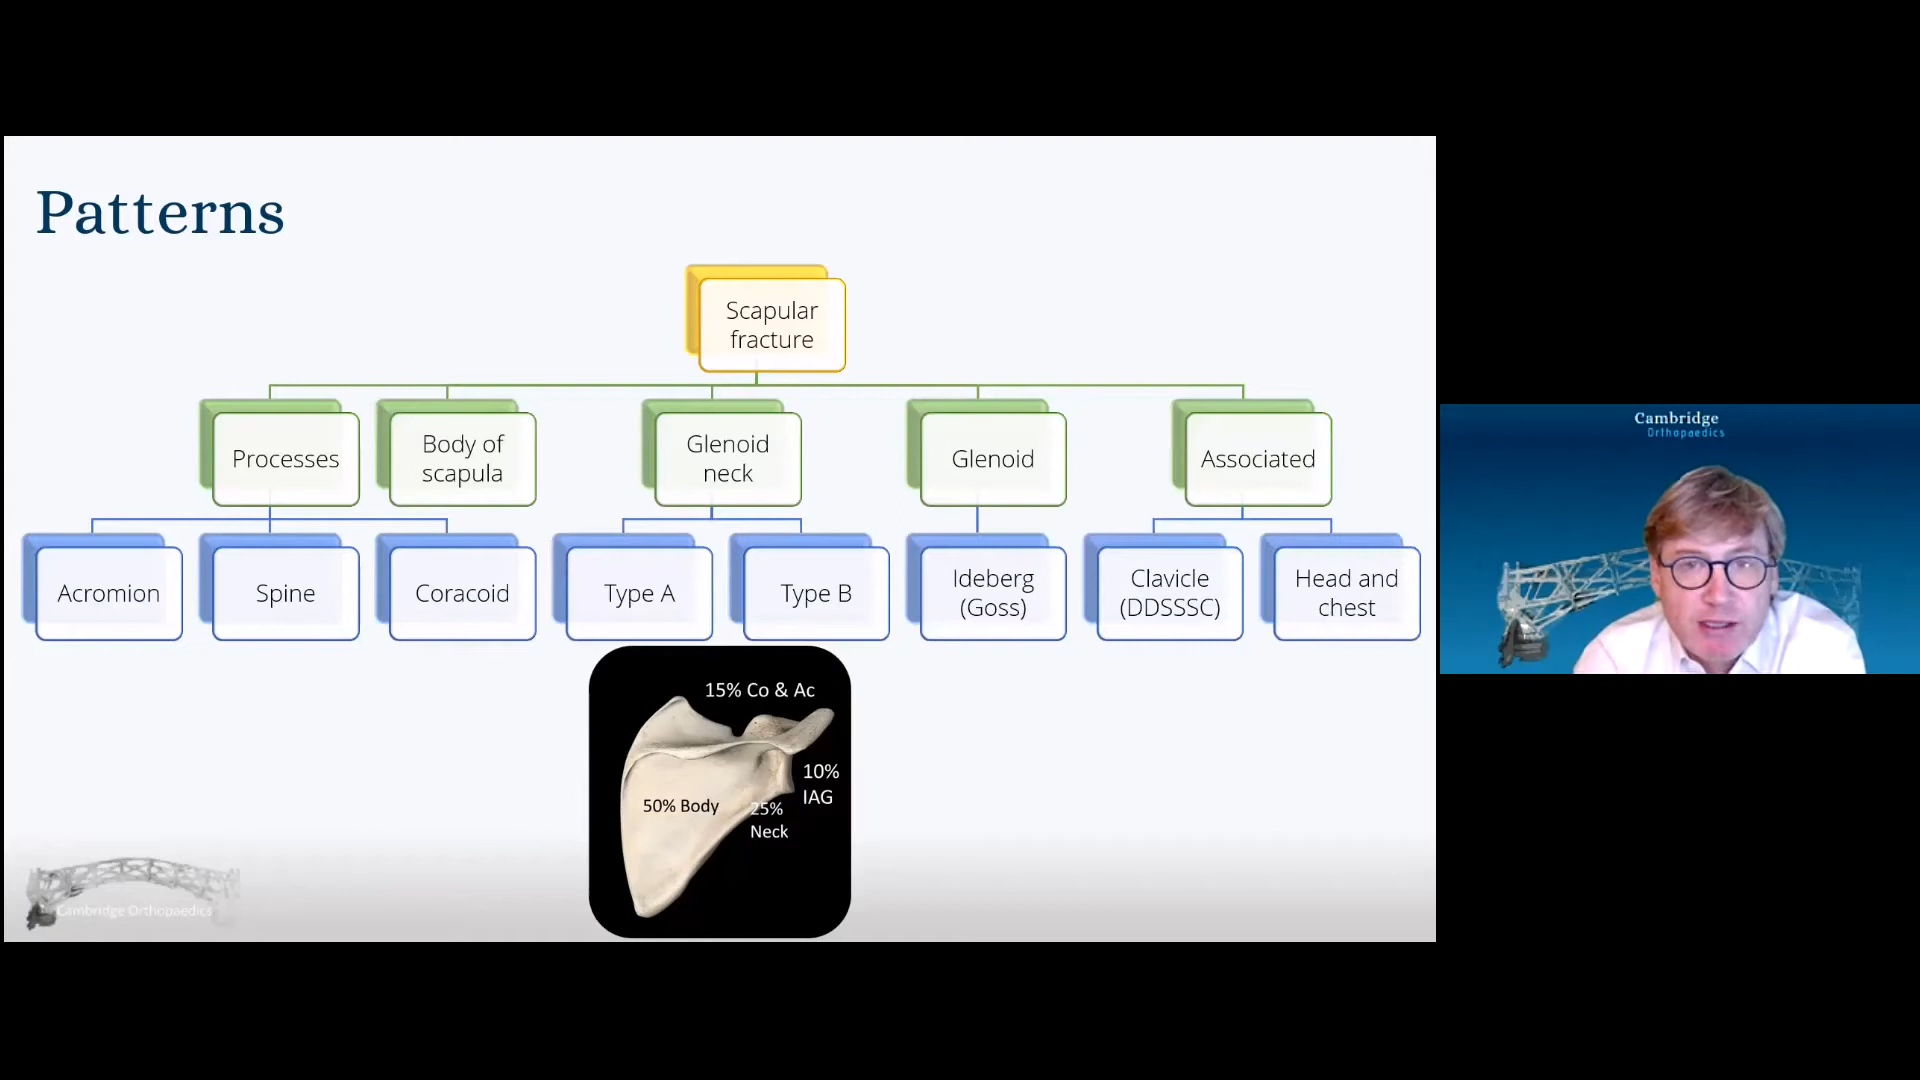 Patterns
Scapular
fracture
Processes
Body of
scapula
Glenoid
neck
Glenoid
Associated
Acromion
Spine
Coracoid
Type A
Type B
Ideberg
(Goss)
Clavicle
(DDSSSC)
Head and
chest
15% Co & Ac
10%
IAG
50% Body
25%
Neck
Cambridge Orthopaedics
Cambridge
Orthopaedics